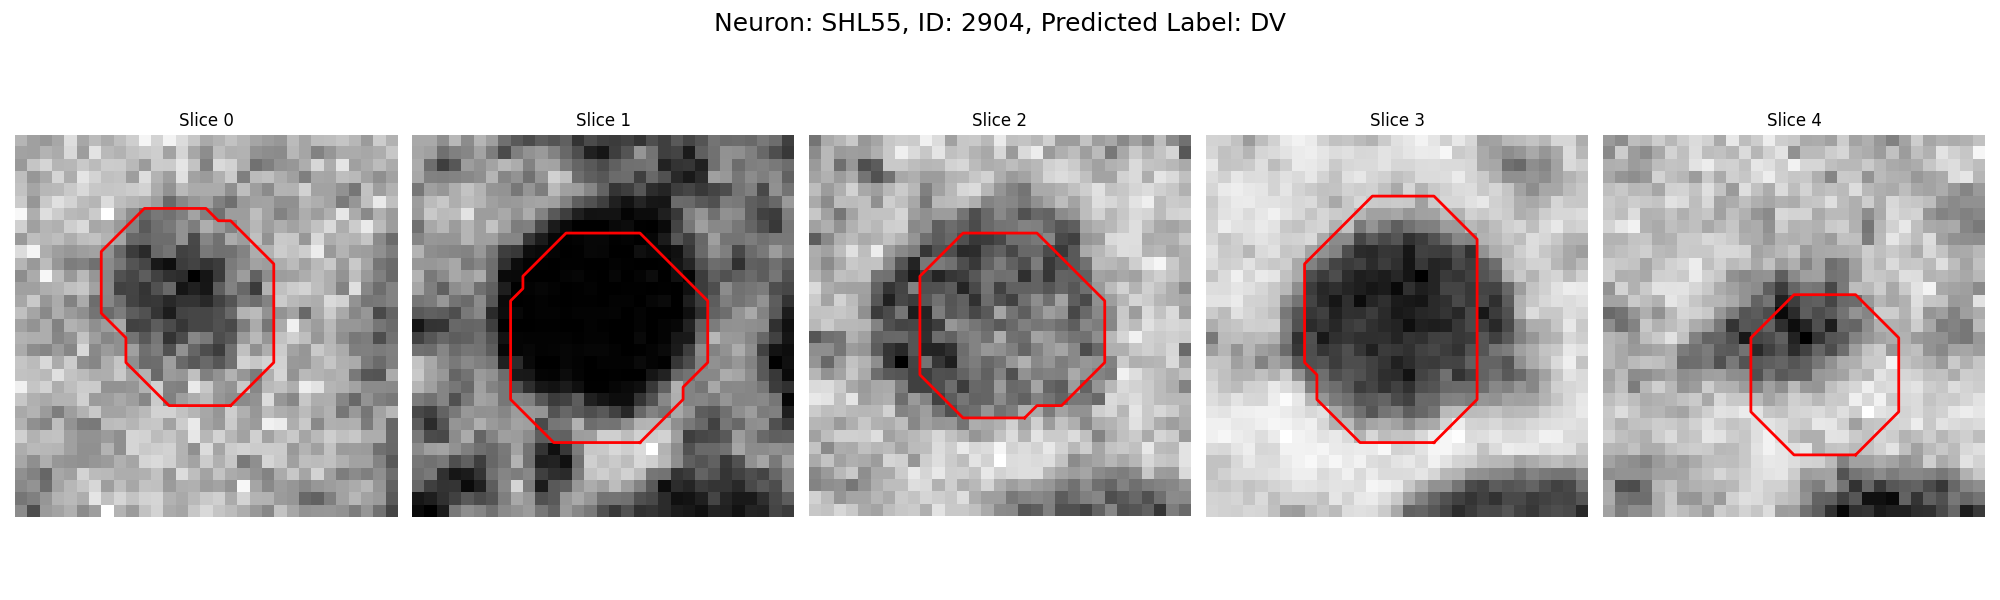 Neuron: SHL55, ID: 2904, Predicted Label: DV
Slice 0
Slice 1
Slice 2
Slice 3
Slice 4